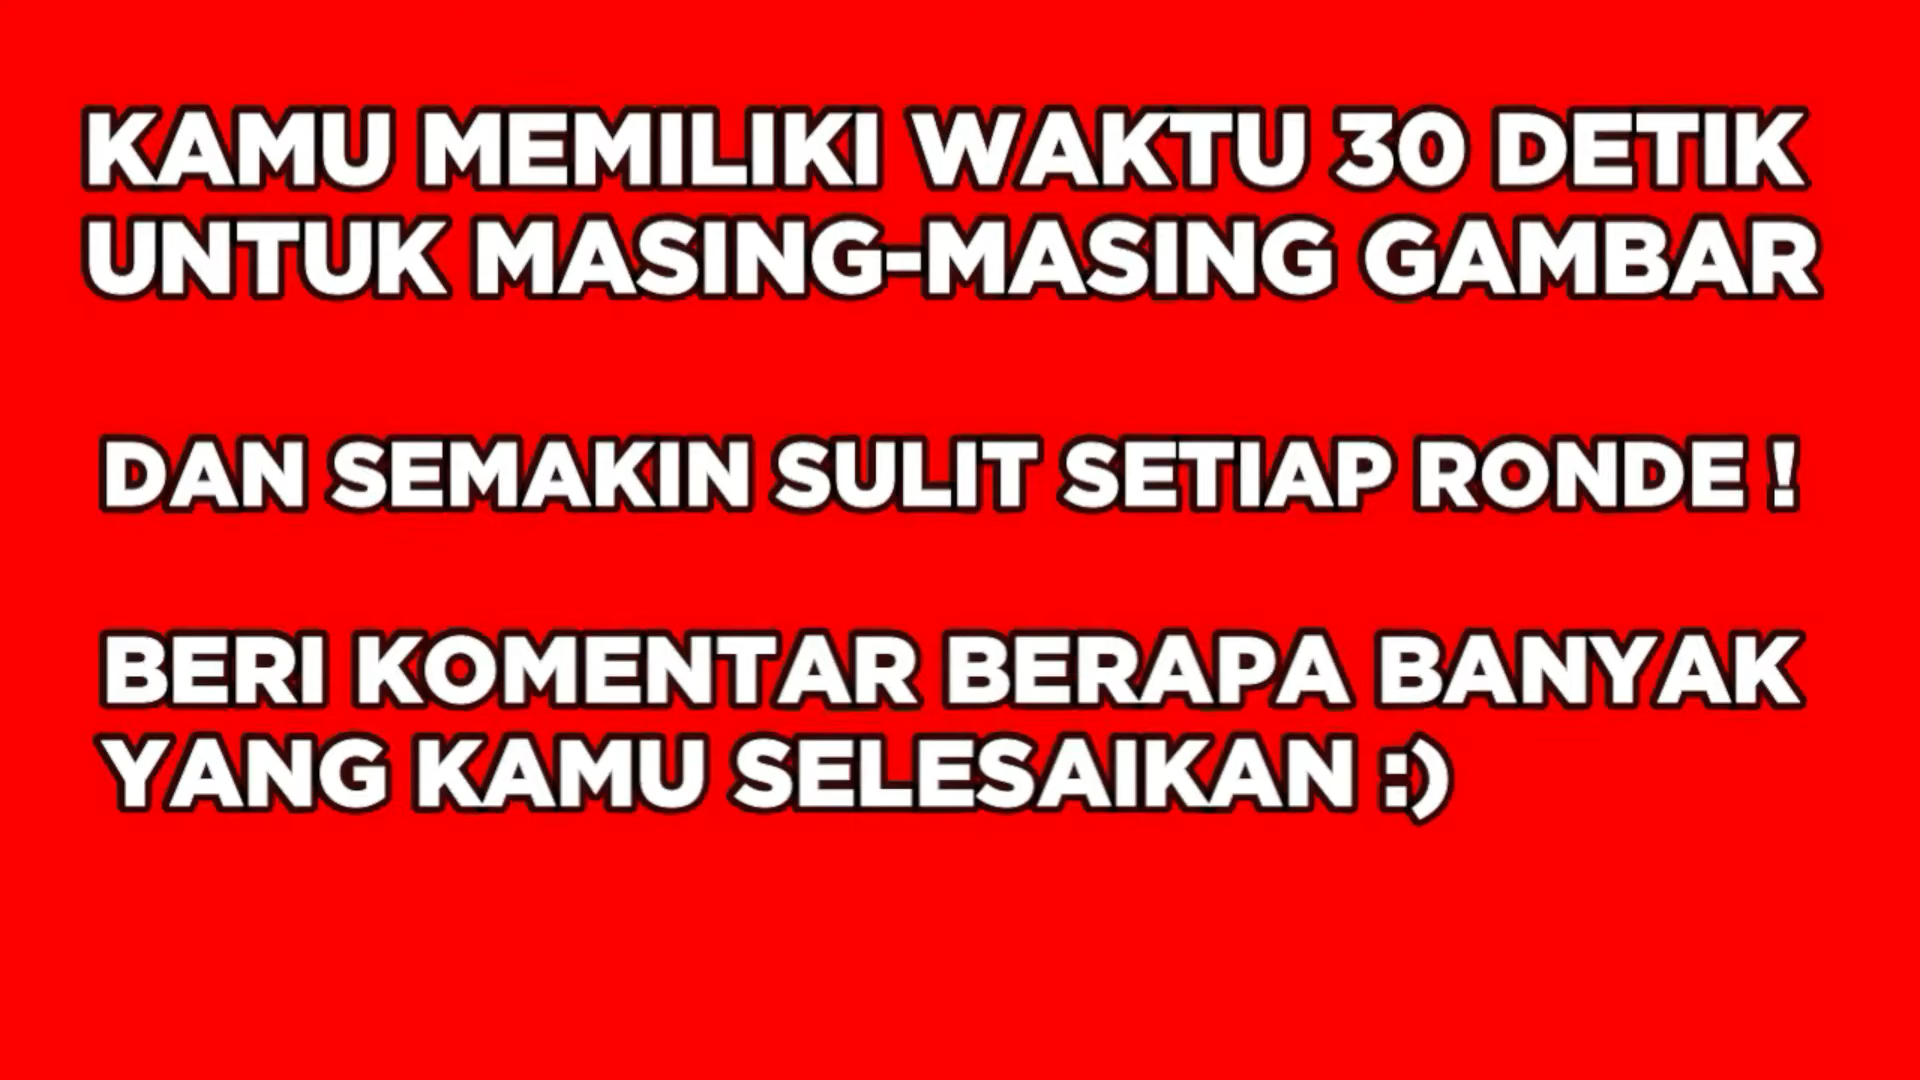 KAMU MEMILIKI WAKTU 30 DETIK
UNTUK MASING-MASING GAMBAR
DAN SEMAKIN SULIT SETIAP RONDE !
BERI KOMENTAR BERAPA BANYAK
YANG KAMU SELESAIKAN :)